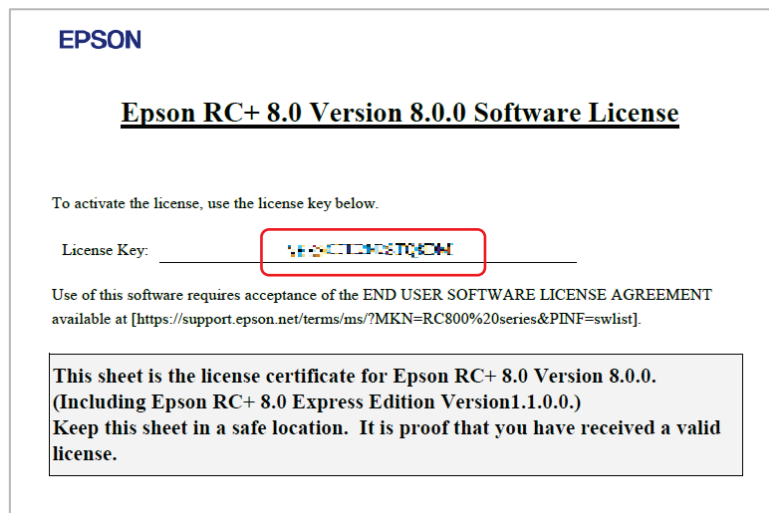 EPSON
Epson RC+ 8.0 Version 8.0.0 Software License
To activate the license, use the license key below.
License Key:
Use of this software requires acceptance of the END USER SOFTWARE LICENSE AGREEMENT
available at [https://support.epson.net/terms/ms/?MKN=RC800%20series&PINF=swlist].
This sheet is the license certificate for Epson RC+ 8.0 Version 8.0.0.
(Including Epson RC+ 8.0 Express Edition Version1.1.0.0.)
Keep this sheet in a safe location. It is proof that you have received a valid
license.